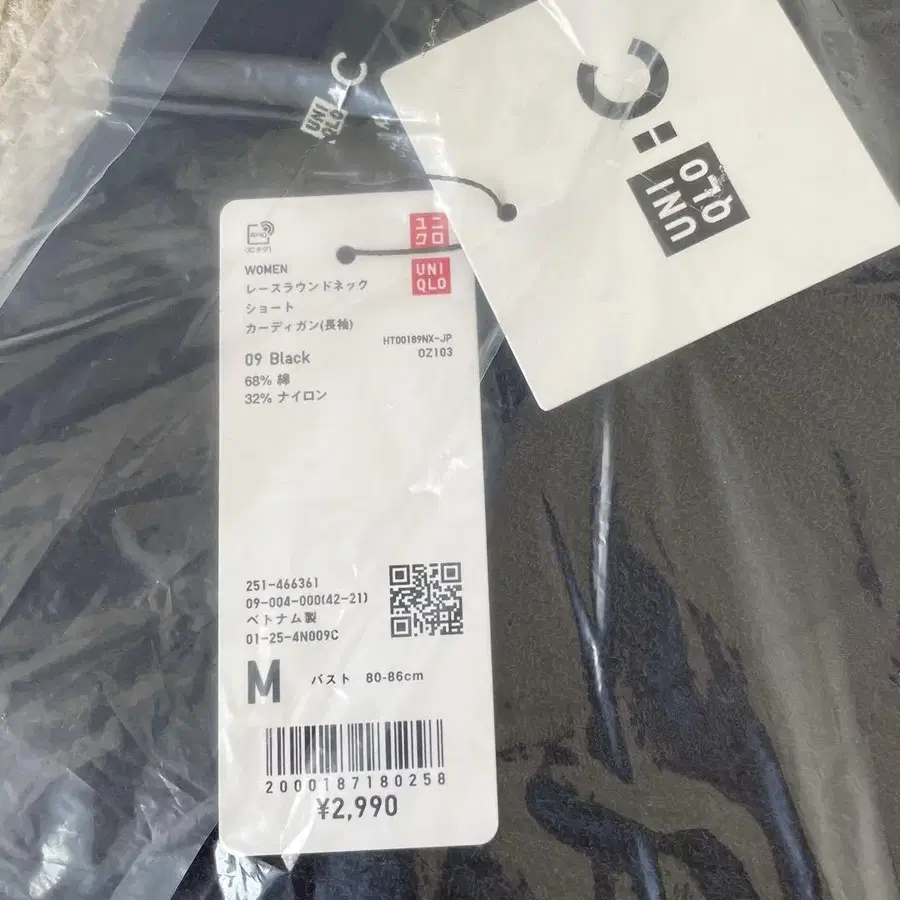 C
:
UNI
QLO
C
:
UNI
QLO
RFID
ユニ
クロ
UNI
QLO
WOMEN
レースラウンドネック
ショート
カーディガン(長袖)
HT00189NX-JP
OZ103
09 Black
68% 綿
32% ナイロン
251-466361
09-004-000(42-21)
ベトナム製
01-25-4N009C
M バスト 80-86cm
2000187180258
¥2,990